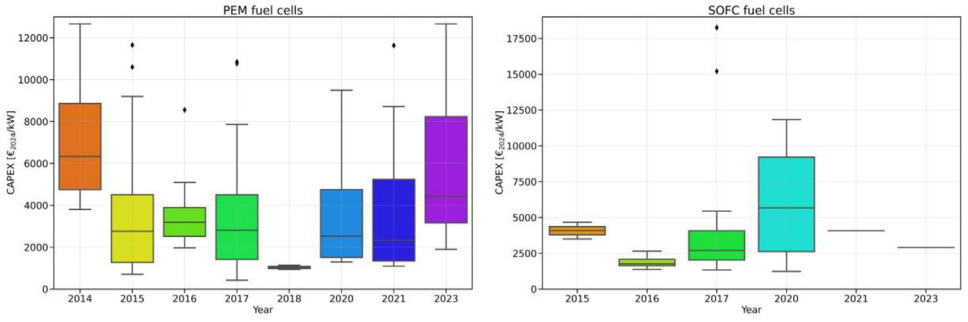 PEM fuel cells
CAPEX [€2024/kW]
12000
10000
8000
6000
4000
2000
0
2014 2015 2016 2017 2018 2020 2021 2023
Year
SOFC fuel cells
CAPEX [€2024/kW]
17500
15000
12500
10000
7500
5000
2500
0
2015 2016 2017 2020 2021 2023
Year